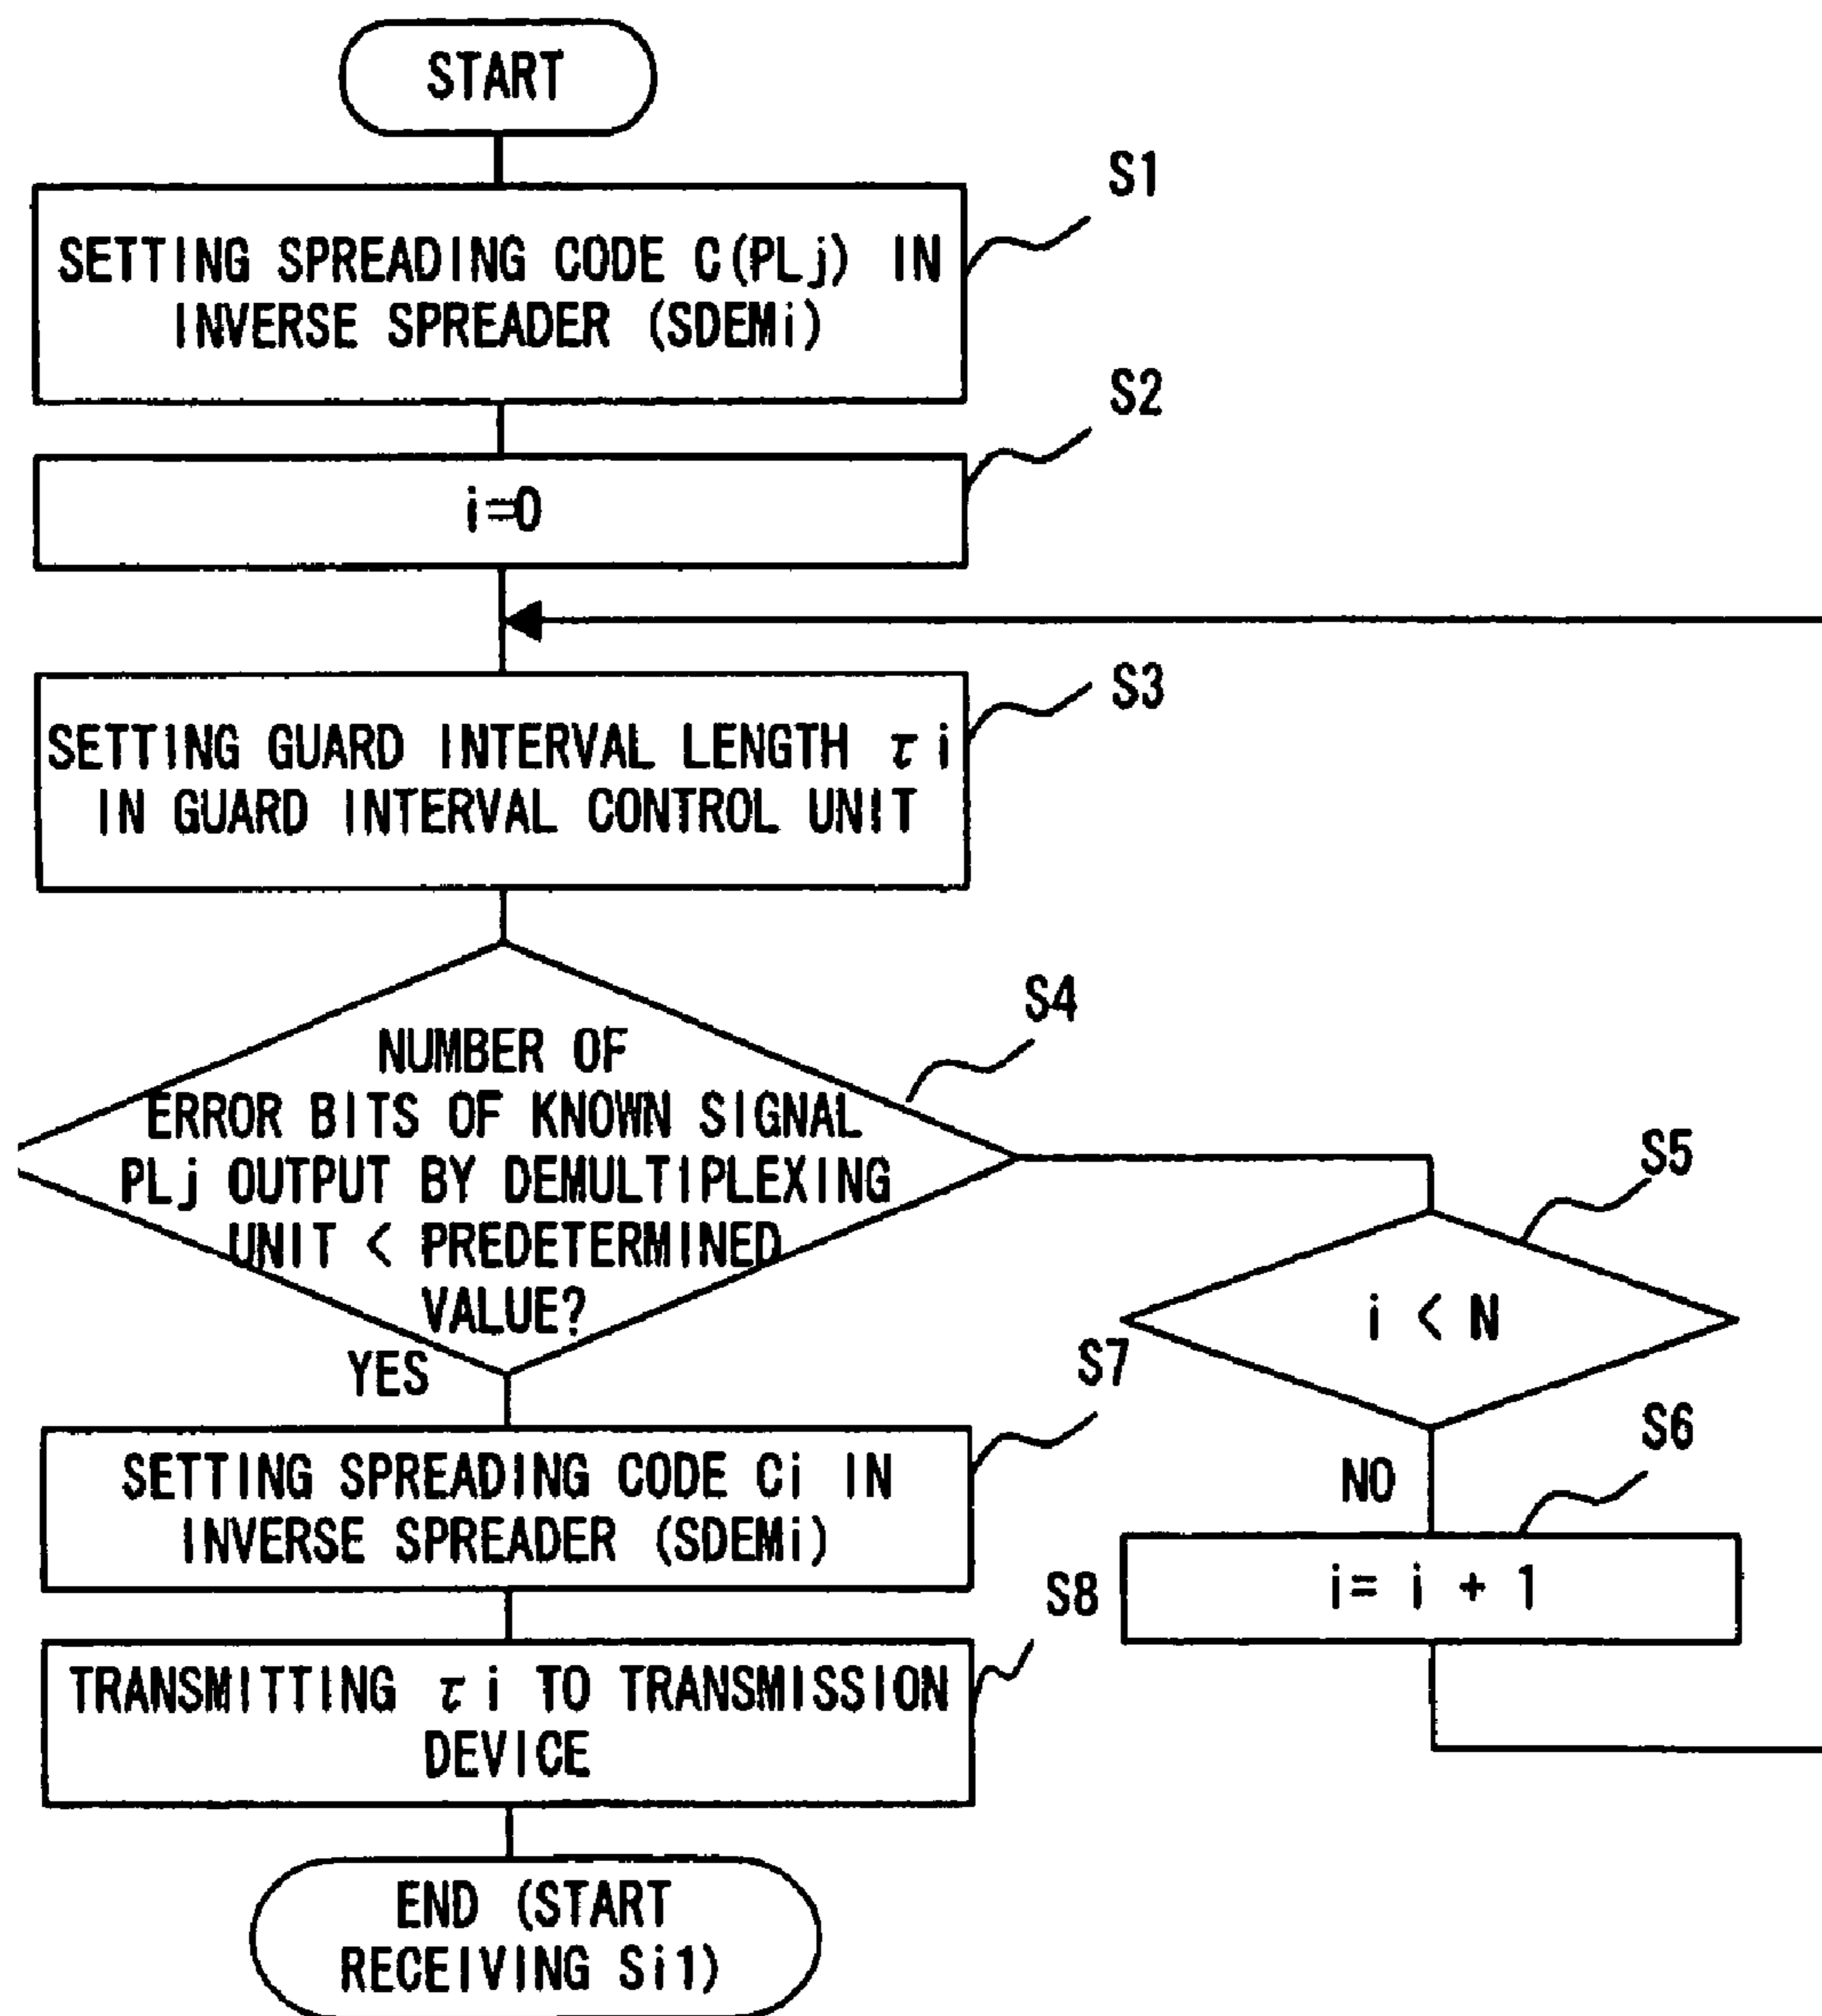 START
S1
SETTING SPREADING CODE C(PLj) IN
INVERSE SPREADER (SDEMi)
S2
i=0
S3
SETTING GUARD INTERVAL LENGTH τi
IN GUARD INTERVAL CONTROL UNIT
S4
NUMBER OF
ERROR BITS OF KNOWN SIGNAL
PLj OUTPUT BY DEMULTIPLEXING
UNIT < PREDETERMINED
VALUE?
YES
S5
i < N
NO
S6
i= i + 1
S7
SETTING SPREADING CODE Ci IN
INVERSE SPREADER (SDEMi)
S8
TRANSMITTING τi TO TRANSMISSION
DEVICE
END (START
RECEIVING Si1)